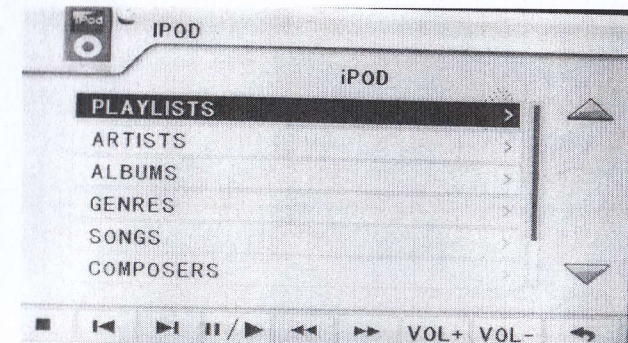 iPod
IPOD
iPOD
PLAYLISTS
ARTISTS
ALBUMS
GENRES
SONGS
COMPOSERS
VOL+ VOL-